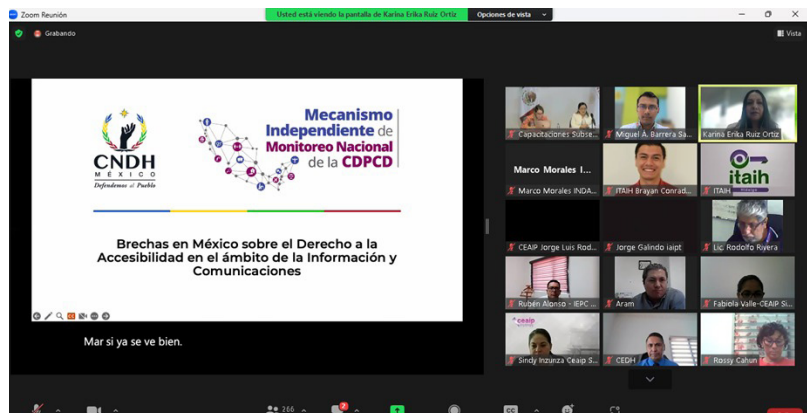 Zoom Reunión
Usted está viendo la pantalla de Karina Erika Ruiz Ortiz
Opciones de vista
Grabando
Vista
CNDH
MÉXICO
Defendemos al Pueblo
Mecanismo
Independiente de
Monitoreo Nacional
de la CDPCD
Brechas en México sobre el Derecho a la
Accesibilidad en el ámbito de la Información y
Comunicaciones
Mar si ya se ve bien.
Capacitaciones Subse...
Miguel Á. Barrera Sa...
Karina Erika Ruiz Ortiz
Marco Morales I...
Marco Morales INDA...
ITAIH Brayan Conrad...
itaih
ITAIH
CEAIP Jorge Luis Rod...
Jorge Galindo iaipt
Lic. Rodolfo Rivera
Rubén Alonso - IEPC ...
Aram
Fabiola Valle-CEAIP Si...
ceaip
Sindy Inzunza Ceaip S...
CEDH
Rossy Cahun
266
2
CC